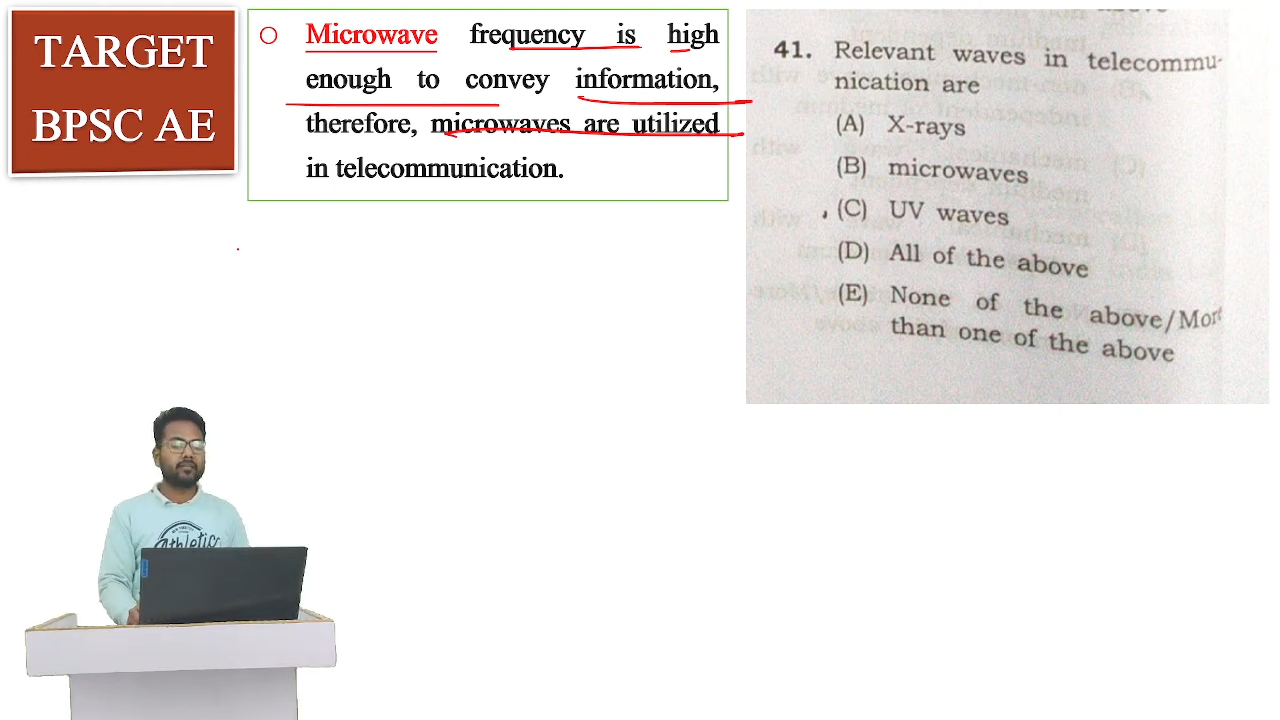 TARGET
BPSC AE
Microwave frequency is high
enough to convey information,
therefore, microwaves are utilized
in telecommunication.
41. Relevant waves in telecommu-
nication are
(A) X-rays
(B) microwaves
(C) UV waves
(D) All of the above
(E) None of the above/More
than one of the above
Athletic